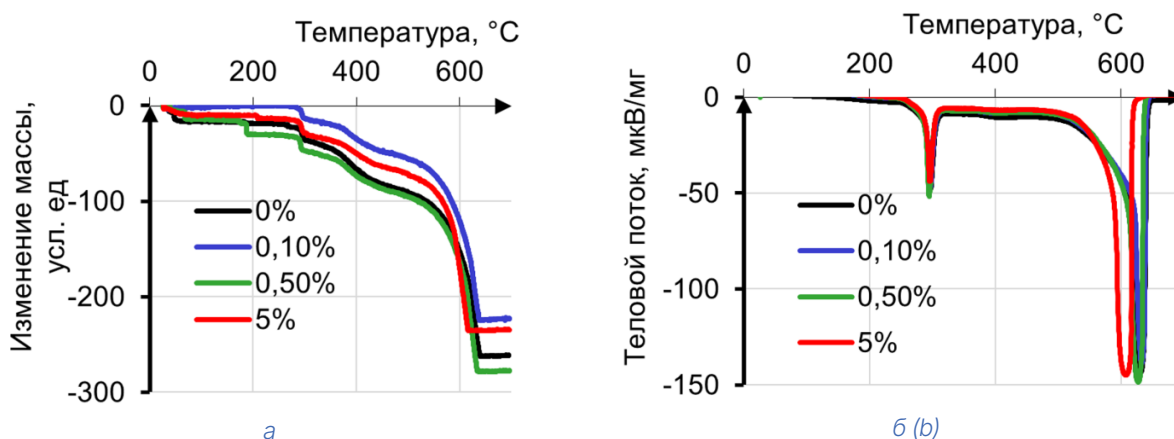 Температура, °C
0 200 400 600
Изменение массы,
усл. ед
0
-100
-200
-300
0%
0,10%
0,50%
5%
а
Температура, °C
0 200 400 600
Теловой поток, мкВ/мг
0
-50
-100
-150
0%
0,10%
0,50%
5%
б (b)